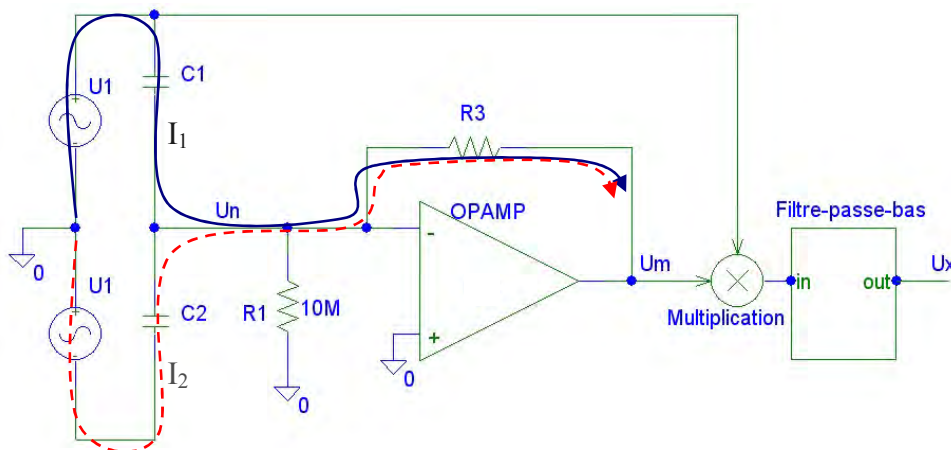 U1
C1
I1
R3
Un
OPAMP
Filtre-passe-bas
0
U1
C2
R1
10M
-
+
0
Um
Multiplication
in
out
Ux
I2
0